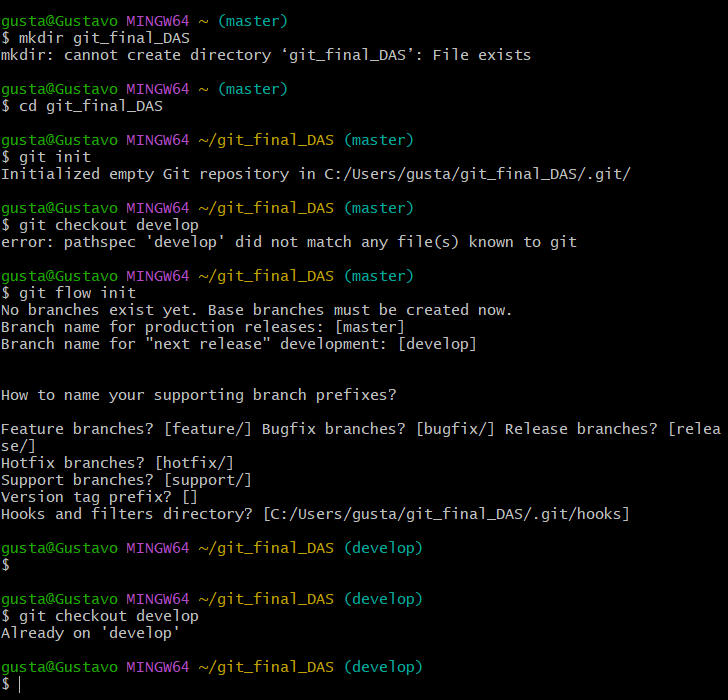 gusta@Gustavo MINGW64 ~ (master)
$ mkdir git_final_DAS
mkdir: cannot create directory ‘git_final_DAS’: File exists
gusta@Gustavo MINGW64 ~ (master)
$ cd git_final_DAS
gusta@Gustavo MINGW64 ~/git_final_DAS (master)
$ git init
Initialized empty Git repository in C:/Users/gusta/git_final_DAS/.git/
gusta@Gustavo MINGW64 ~/git_final_DAS (master)
$ git checkout develop
error: pathspec 'develop' did not match any file(s) known to git
gusta@Gustavo MINGW64 ~/git_final_DAS (master)
$ git flow init
No branches exist yet. Base branches must be created now.
Branch name for production releases: [master]
Branch name for "next release" development: [develop]
How to name your supporting branch prefixes?
Feature branches? [feature/] Bugfix branches? [bugfix/] Release branches? [relea
se/]
Hotfix branches? [hotfix/]
Support branches? [support/]
Version tag prefix? []
Hooks and filters directory? [C:/Users/gusta/git_final_DAS/.git/hooks]
gusta@Gustavo MINGW64 ~/git_final_DAS (develop)
$
gusta@Gustavo MINGW64 ~/git_final_DAS (develop)
$ git checkout develop
Already on 'develop'
gusta@Gustavo MINGW64 ~/git_final_DAS (develop)
$